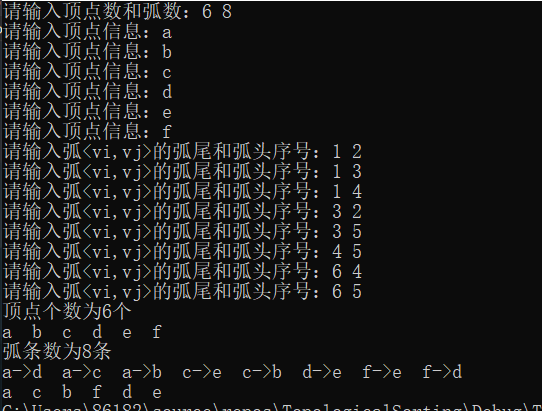 请输入顶点数和弧数：6 8
请输入顶点信息：a
请输入顶点信息：b
请输入顶点信息：c
请输入顶点信息：d
请输入顶点信息：e
请输入顶点信息：f
请输入弧<vi,vj>的弧尾和弧头序号：1 2
请输入弧<vi,vj>的弧尾和弧头序号：1 3
请输入弧<vi,vj>的弧尾和弧头序号：1 4
请输入弧<vi,vj>的弧尾和弧头序号：3 2
请输入弧<vi,vj>的弧尾和弧头序号：3 5
请输入弧<vi,vj>的弧尾和弧头序号：4 5
请输入弧<vi,vj>的弧尾和弧头序号：6 4
请输入弧<vi,vj>的弧尾和弧头序号：6 5
顶点个数为6个
a  b  c  d  e  f
弧条数为8条
a->d  a->c  a->b  c->e  c->b  d->e  f->e  f->d
a  c  b  f  d  e
C:\Users\86182\source\repos\TopologicalSorting\Debug\T